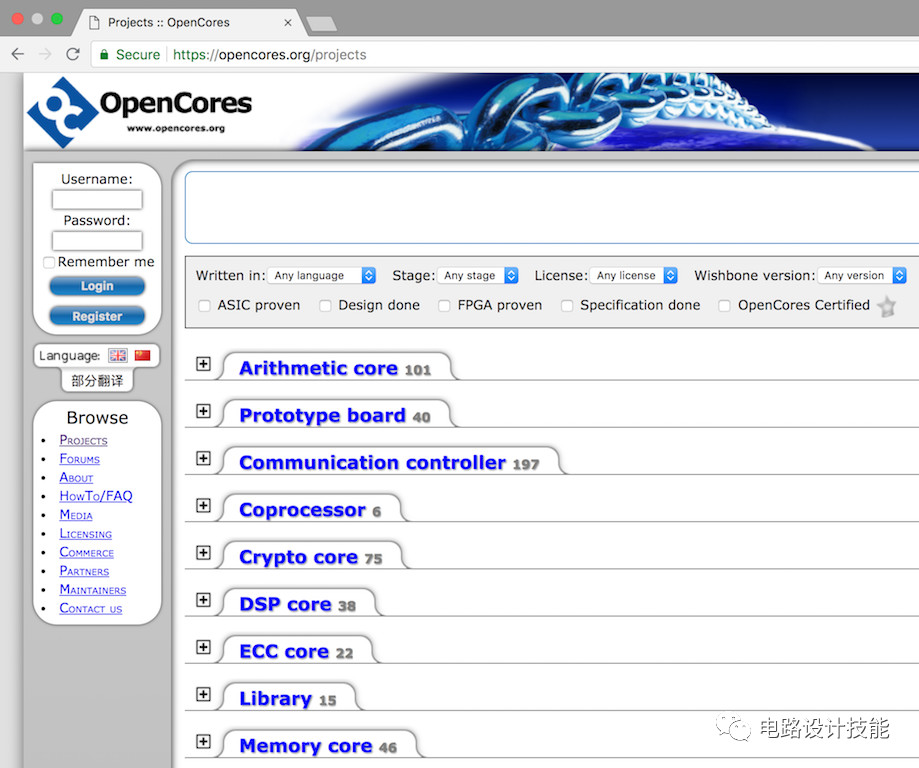 Projects :: OpenCores
Secure https://opencores.org/projects
OpenCores
www.opencores.org
Username:
Password:
Remember me
Login
Register
Language:
部分翻译
Browse
Projects
Forums
About
HowTo/FAQ
Media
Licensing
Commerce
Partners
Maintainers
Contact us
Written in: Any language Stage: Any stage License: Any license Wishbone version: Any version
ASIC proven Design done FPGA proven Specification done OpenCores Certified
Arithmetic core 101
Prototype board 40
Communication controller 197
Coprocessor 6
Crypto core 75
DSP core 38
ECC core 22
Library 15
Memory core 46
电路设计技能